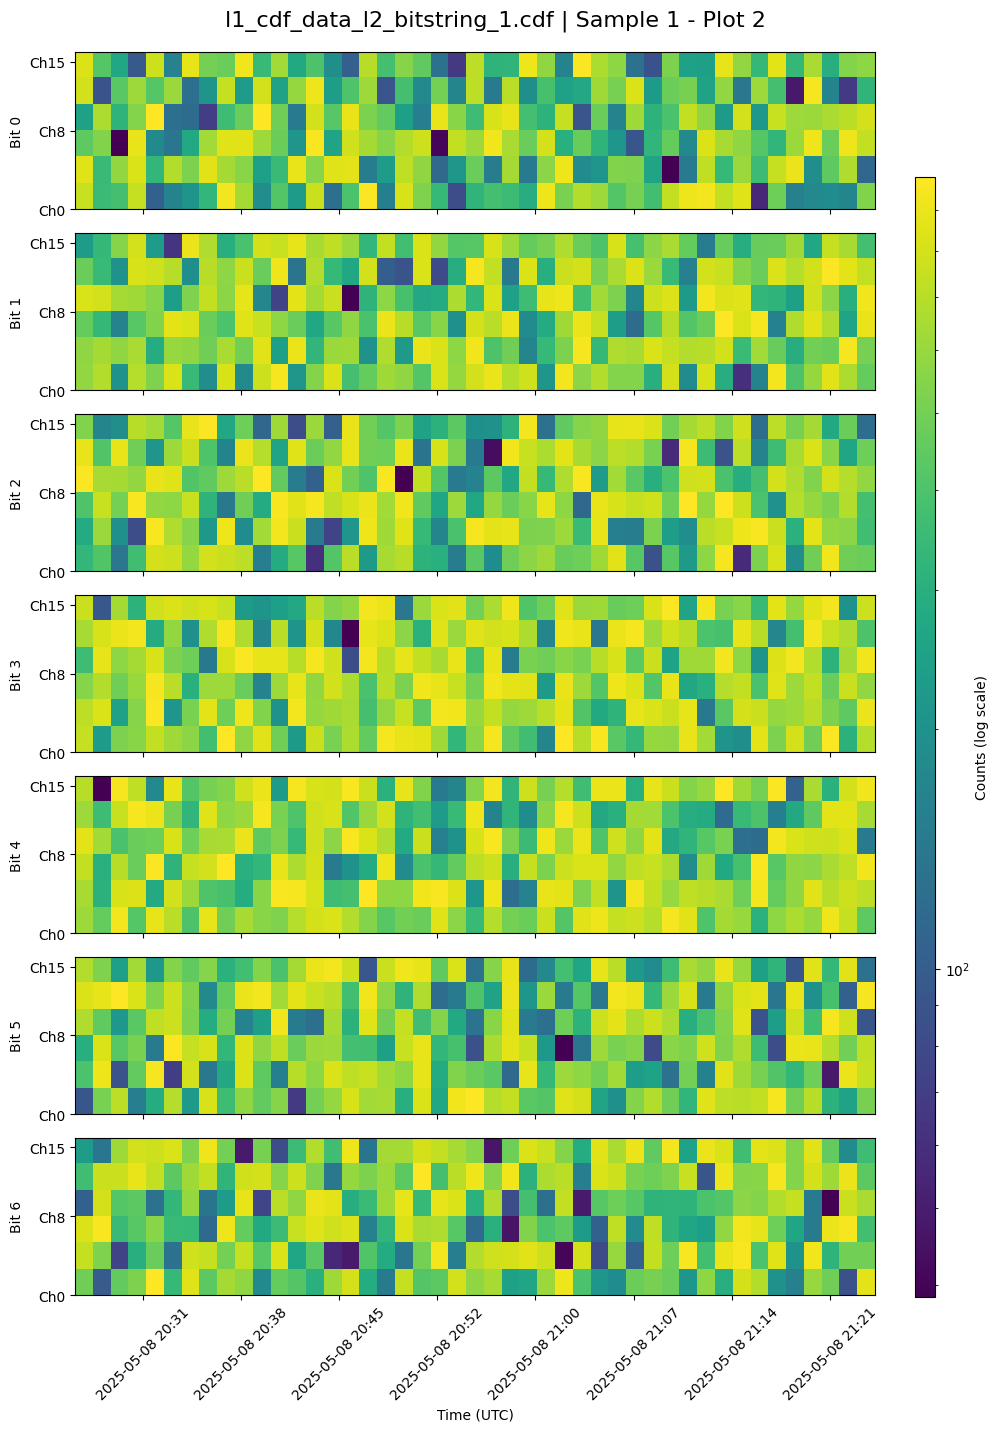 l1_cdf_data_l2_bitstring_1.cdf | Sample 1 - Plot 2
Ch15
Ch8
Ch0
Bit 0
Ch15
Ch8
Ch0
Bit 1
Ch15
Ch8
Ch0
Bit 2
Ch15
Ch8
Ch0
Bit 3
Ch15
Ch8
Ch0
Bit 4
Ch15
Ch8
Ch0
Bit 5
Ch15
Ch8
Ch0
Bit 6
2025-05-08 20:31
2025-05-08 20:38
2025-05-08 20:45
2025-05-08 20:52
2025-05-08 21:00
2025-05-08 21:07
2025-05-08 21:14
2025-05-08 21:21
Time (UTC)
10²
Counts (log scale)